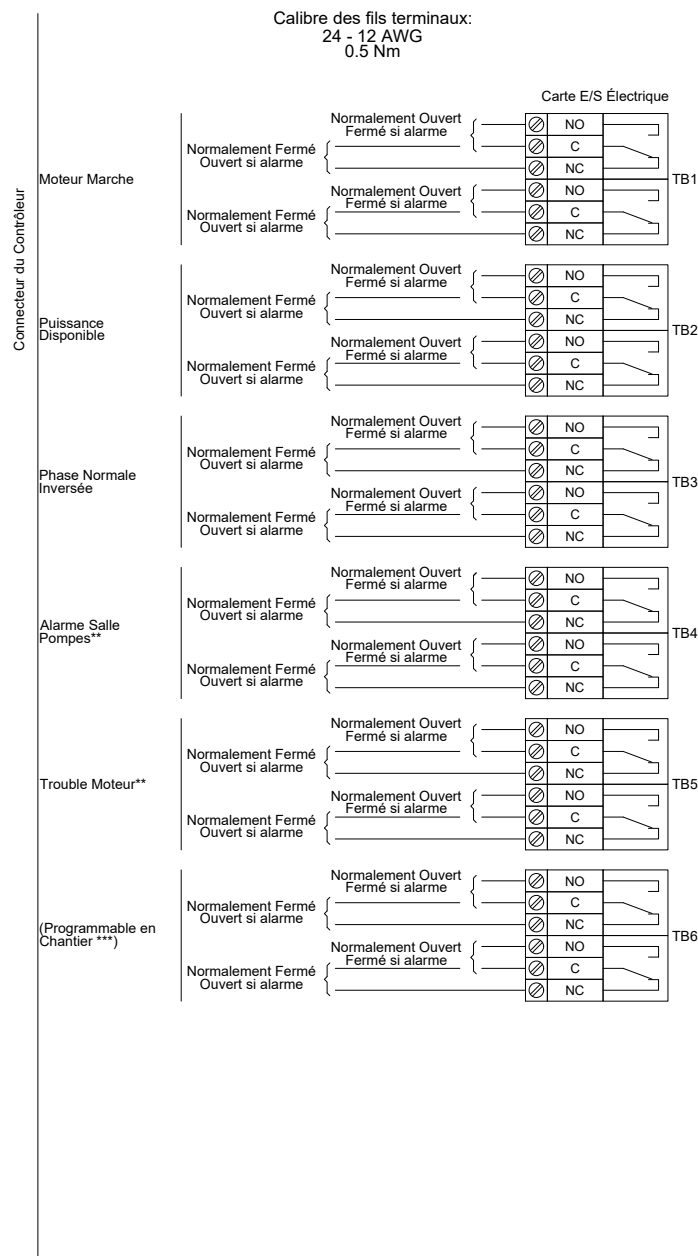 Calibre des fils terminaux:
24 - 12 AWG
0.5 Nm
Carte E/S Électrique
Connecteur du Contrôleur
Moteur Marche
Normalement Ouvert
Fermé si alarme
Normalement Fermé
Ouvert si alarme
Normalement Ouvert
Fermé si alarme
Normalement Fermé
Ouvert si alarme
NO
C
NC
NO
C
NC
TB1
Puissance
Disponible
Normalement Ouvert
Fermé si alarme
Normalement Fermé
Ouvert si alarme
Normalement Ouvert
Fermé si alarme
Normalement Fermé
Ouvert si alarme
NO
C
NC
NO
C
NC
TB2
Phase Normale
Inversée
Normalement Ouvert
Fermé si alarme
Normalement Fermé
Ouvert si alarme
Normalement Ouvert
Fermé si alarme
Normalement Fermé
Ouvert si alarme
NO
C
NC
NO
C
NC
TB3
Alarme Salle
Pompes**
Normalement Ouvert
Fermé si alarme
Normalement Fermé
Ouvert si alarme
Normalement Ouvert
Fermé si alarme
Normalement Fermé
Ouvert si alarme
NO
C
NC
NO
C
NC
TB4
Trouble Moteur**
Normalement Ouvert
Fermé si alarme
Normalement Fermé
Ouvert si alarme
Normalement Ouvert
Fermé si alarme
Normalement Fermé
Ouvert si alarme
NO
C
NC
NO
C
NC
TB5
(Programmable en
Chantier ***)
Normalement Ouvert
Fermé si alarme
Normalement Fermé
Ouvert si alarme
Normalement Ouvert
Fermé si alarme
Normalement Fermé
Ouvert si alarme
NO
C
NC
NO
C
NC
TB6